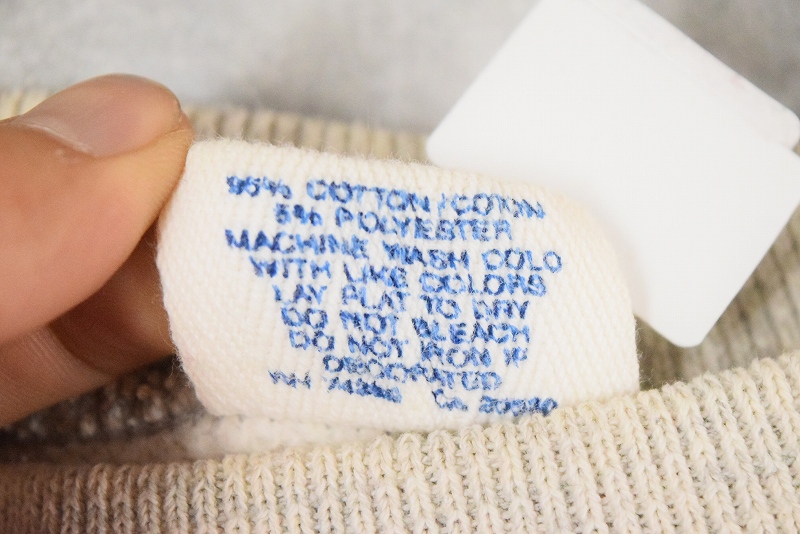 95% COTTON / COTON
5% POLYESTER
MACHINE WASH COLD
WITH LIKE COLORS
LAY FLAT TO DRY
DO NOT BLEACH
DO NOT IRON IF
DECORATED
RN CA